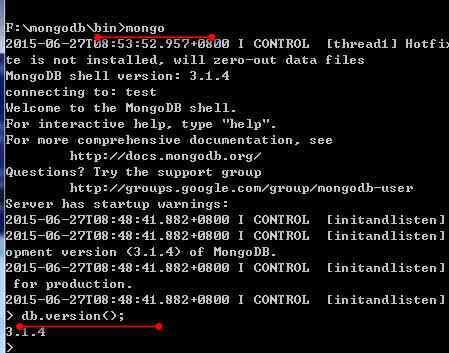 F:\mongodb\bin>mongo
2015-06-27T08:53:52.957+0800 I CONTROL  [thread1] Hotfix
te is not installed, will zero-out data files
MongoDB shell version: 3.1.4
connecting to: test
Welcome to the MongoDB shell.
For interactive help, type "help".
For more comprehensive documentation, see
        http://docs.mongodb.org/
Questions? Try the support group
        http://groups.google.com/group/mongodb-user
Server has startup warnings:
2015-06-27T08:48:41.882+0800 I CONTROL  [initandlisten]
2015-06-27T08:48:41.882+0800 I CONTROL  [initandlisten]
opment version (3.1.4) of MongoDB.
2015-06-27T08:48:41.882+0800 I CONTROL  [initandlisten]
 for production.
2015-06-27T08:48:41.882+0800 I CONTROL  [initandlisten]
> db.version();
3.1.4
>